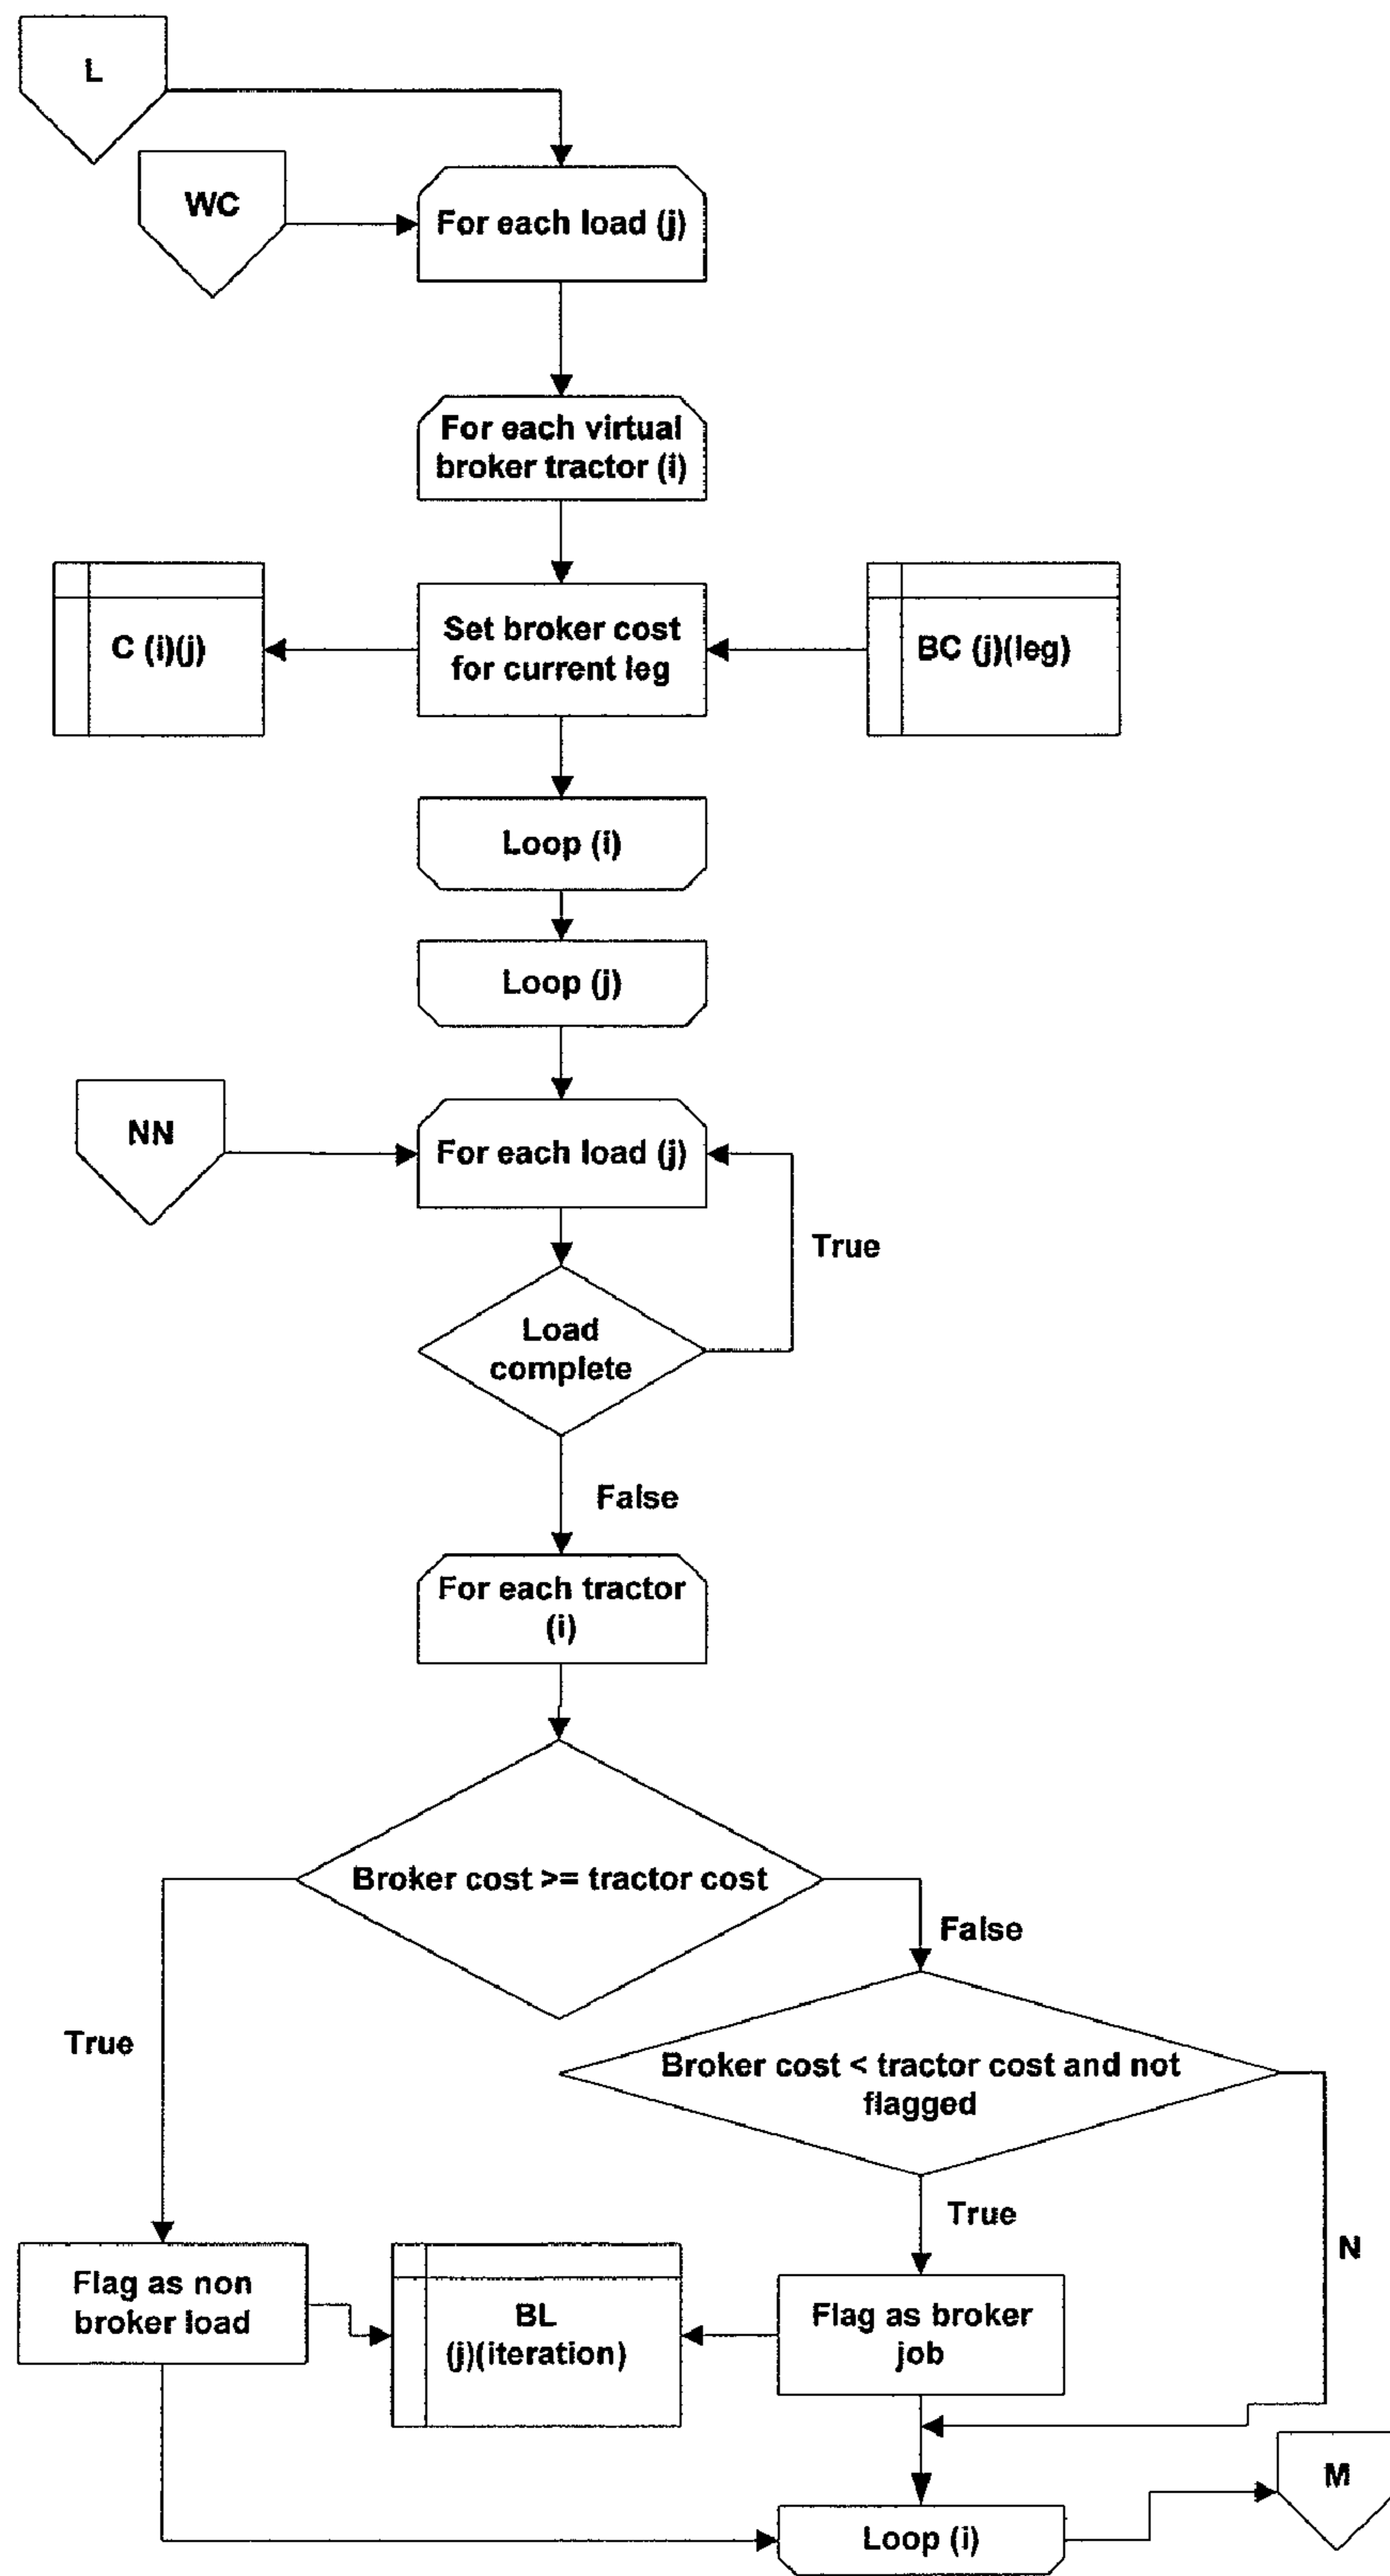 L
WC
For each load (j)
For each virtual
broker tractor (i)
C (i)(j)
Set broker cost
for current leg
BC (j)(leg)
Loop (i)
Loop (j)
NN
For each load (j)
True
Load
complete
False
For each tractor
(i)
Broker cost >= tractor cost
False
True
Broker cost < tractor cost and not
flagged
True
N
Flag as non
broker load
BL
(j)(iteration)
Flag as broker
job
M
Loop (i)